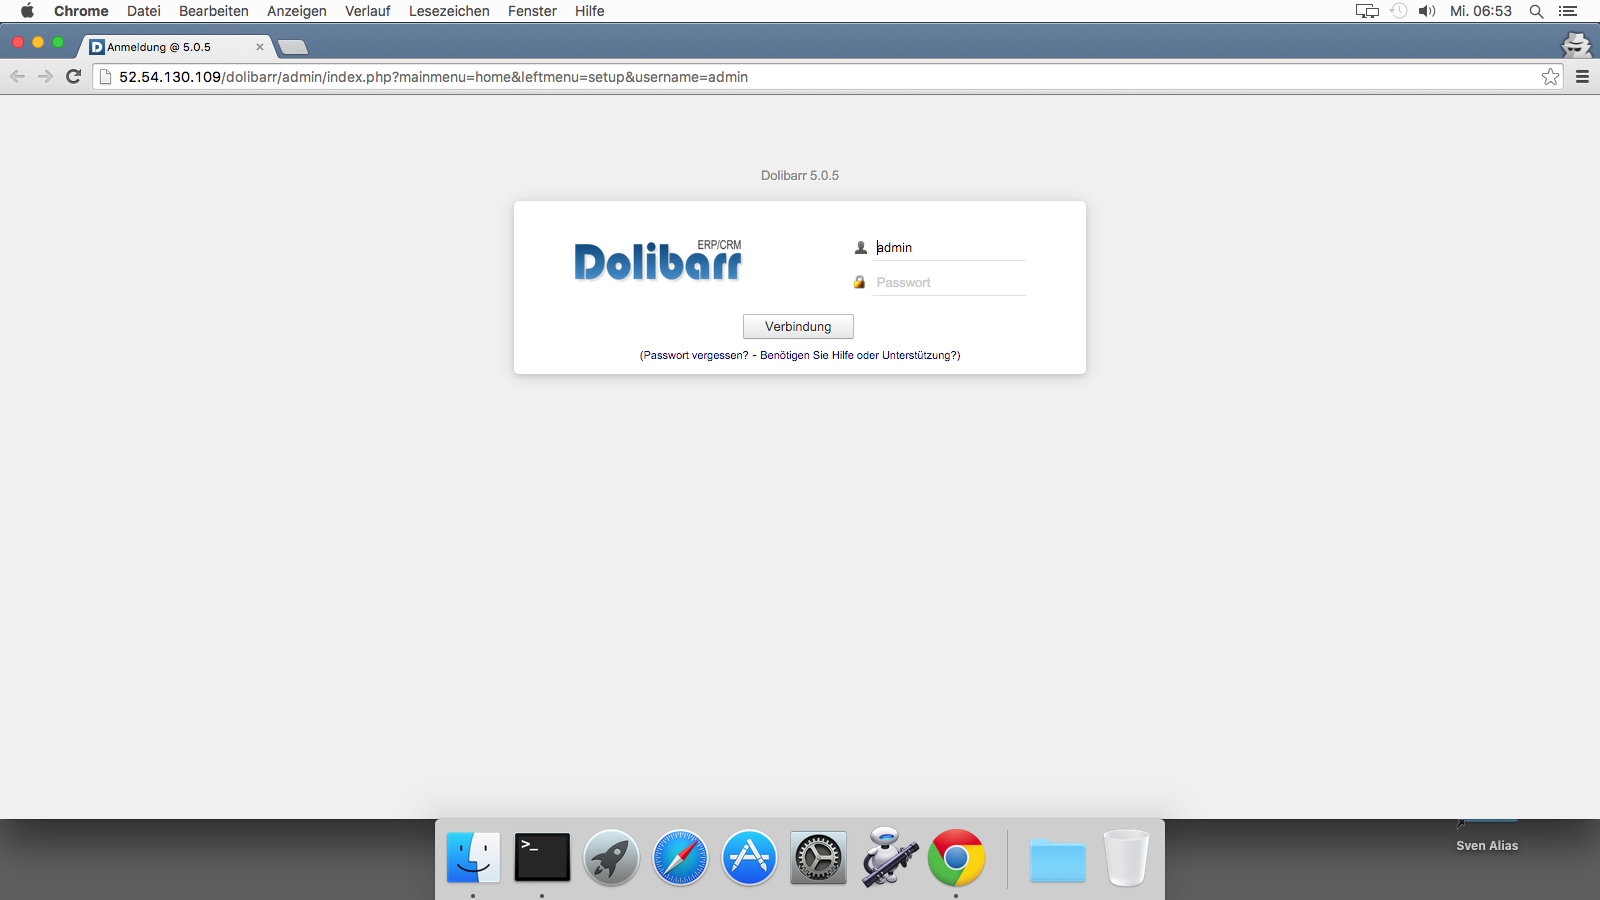 Chrome Datei Bearbeiten Anzeigen Verlauf Lesezeichen Fenster Hilfe Mi. 06:53
Anmeldung @ 5.0.5
52.54.130.109/dolibarr/admin/index.php?mainmenu=home&leftmenu=setup&username=admin
Dolibarr 5.0.5
ERP/CRM
Dolibarr
admin
Passwort
Verbindung
(Passwort vergessen? - Benötigen Sie Hilfe oder Unterstützung?)
>_
Sven Alias